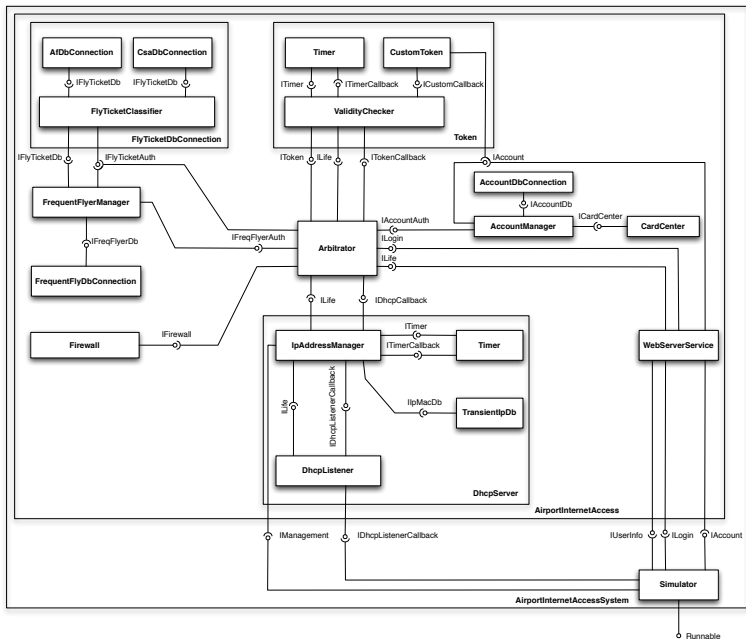 AfDbConnection
CsaDbConnection
IFlyTicketDb
IFlyTicketDb
FlyTicketClassifier
FlyTicketDbConnection
Timer
CustomToken
ITimer
ITimerCallback
ICustomCallback
ValidityChecker
Token
IFlyTicketDb
IFlyTicketAuth
IToken
ILife
ITokenCallback
IAccount
FrequentFlyerManager
AccountDbConnection
IAccountDb
ICardCenter
AccountManager
CardCenter
IAccountAuth
ILogin
ILife
IFreqFlyerAuth
Arbitrator
IFreqFlyerDb
FrequentFlyDbConnection
ILife
IDhcpCallback
IFirewall
Firewall
IpAddressManager
ITimer
ITimerCallback
Timer
WebServerService
ILife
IDhcpListenerCallback
IIpMacDb
TransientIpDb
DhcpListener
DhcpServer
AirportInternetAccess
IManagement
IDhcpListenerCallback
IUserInfo
ILogin
IAccount
Simulator
AirportInternetAccessSystem
Runnable